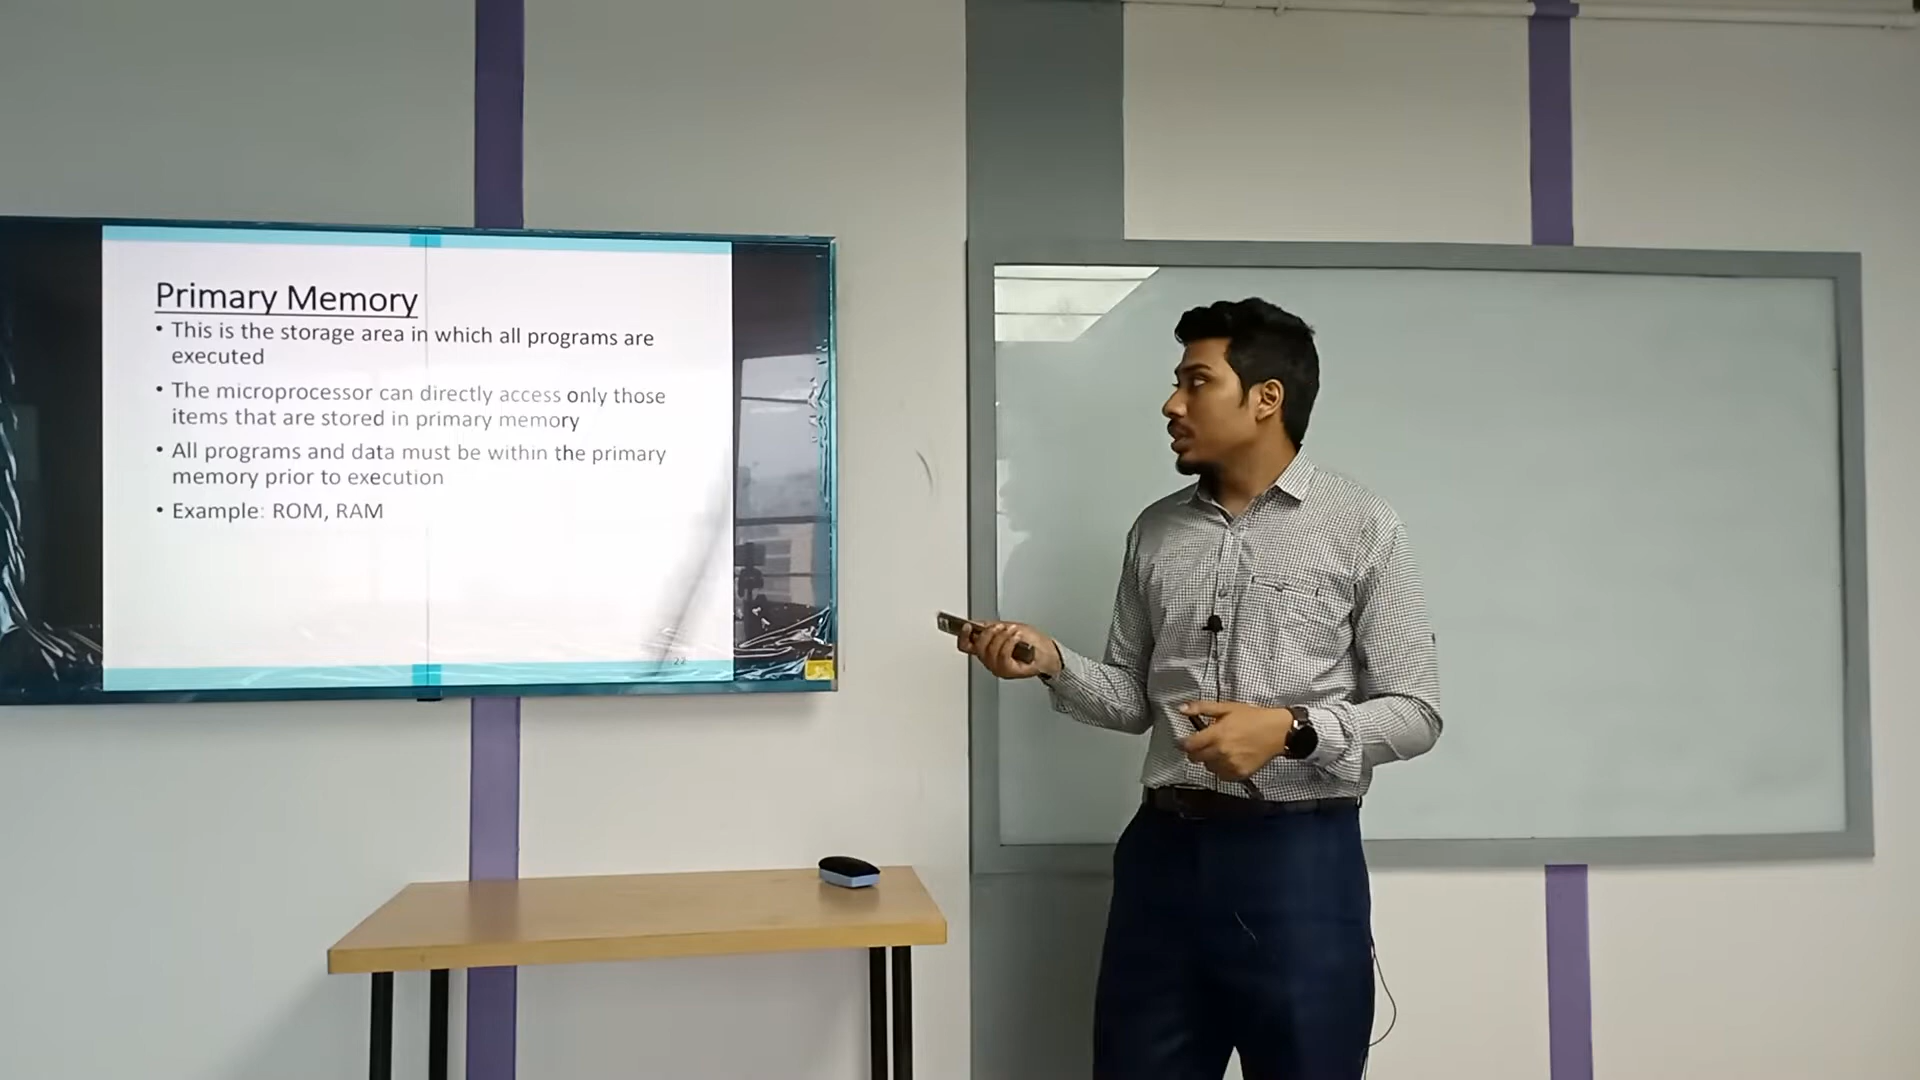 Primary Memory
• This is the storage area in which all programs are
executed
• The microprocessor can directly access only those
items that are stored in primary memory
• All programs and data must be within the primary
memory prior to execution
• Example: ROM, RAM
22